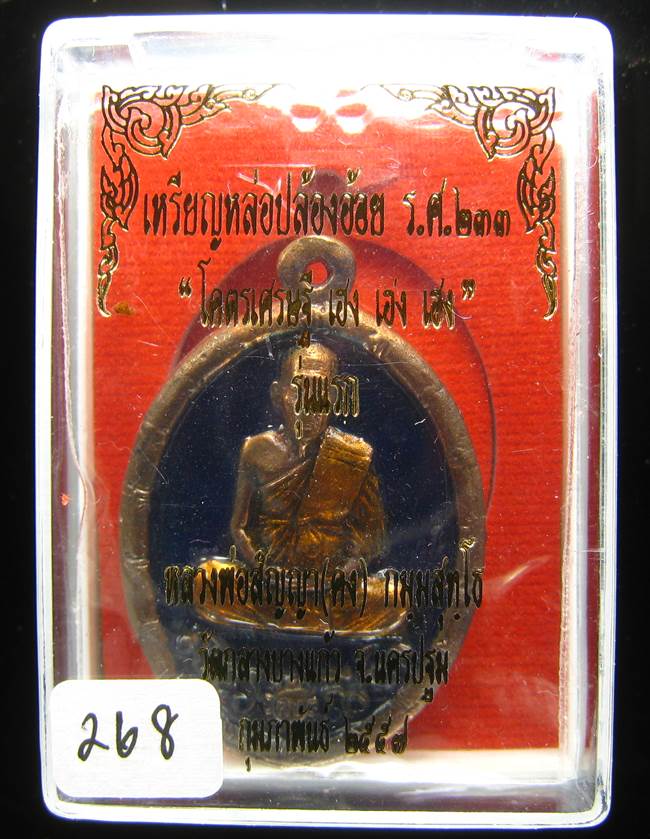 เหรียญหล่อปล้องอ้อย ร.ศ.๒๓๓
“ โคตรเศรษฐี เฮง เฮ่ง เฮง ”
รุ่นแรก
หลวงพ่อสัญญา(คง) กมฺมสุทฺโธ
วัดกลางบางแก้ว จ.นครปฐม
กุมภาพันธ์ ๒๕๕๗
268